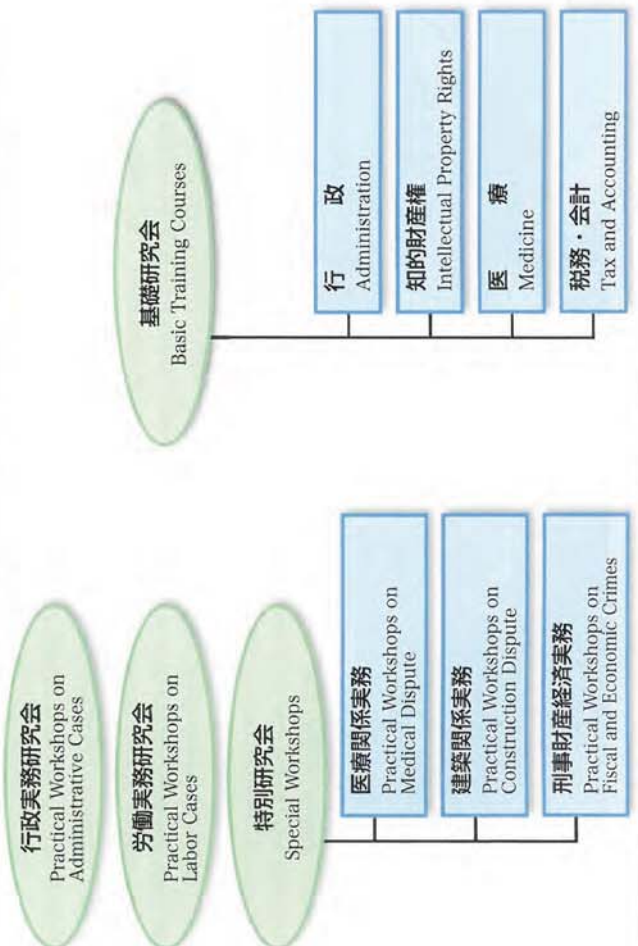 行政実務研究会
Practical Workshops on
Administrative Cases
労働実務研究会
Practical Workshops on
Labor Cases
特別研究会
Special Workshops
医療関係実務
Practical Workshops on
Medical Dispute
建築関係実務
Practical Workshops on
Construction Dispute
刑事財産経済実務
Practical Workshops on
Fiscal and Economic Crimes
基礎研究会
Basic Training Courses
行　政
Administration
知的財産権
Intellectual Property Rights
医　療
Medicine
税務・会計
Tax and Accounting